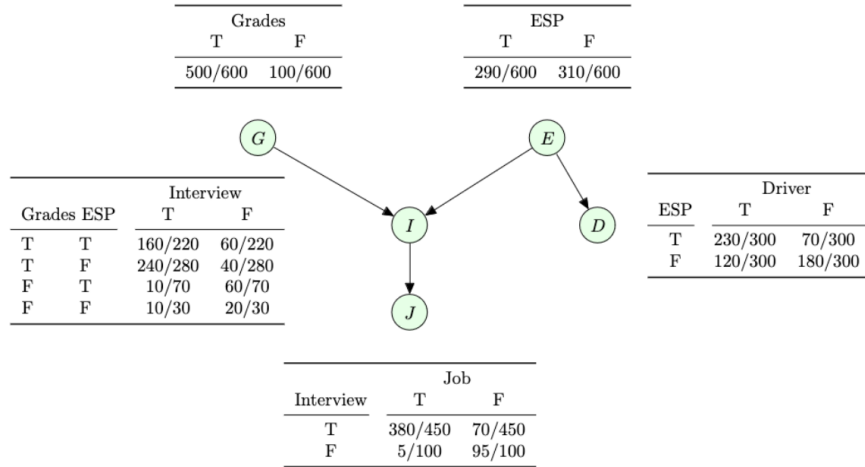 Grades
T F
500/600 100/600
ESP
T F
290/600 310/600
G
E
Interview
Grades ESP T F
T T 160/220 60/220
T F 240/280 40/280
F T 10/70 60/70
F F 10/30 20/30
I
D
Driver
ESP T F
T 230/300 70/300
F 120/300 180/300
J
Job
Interview T F
T 380/450 70/450
F 5/100 95/100